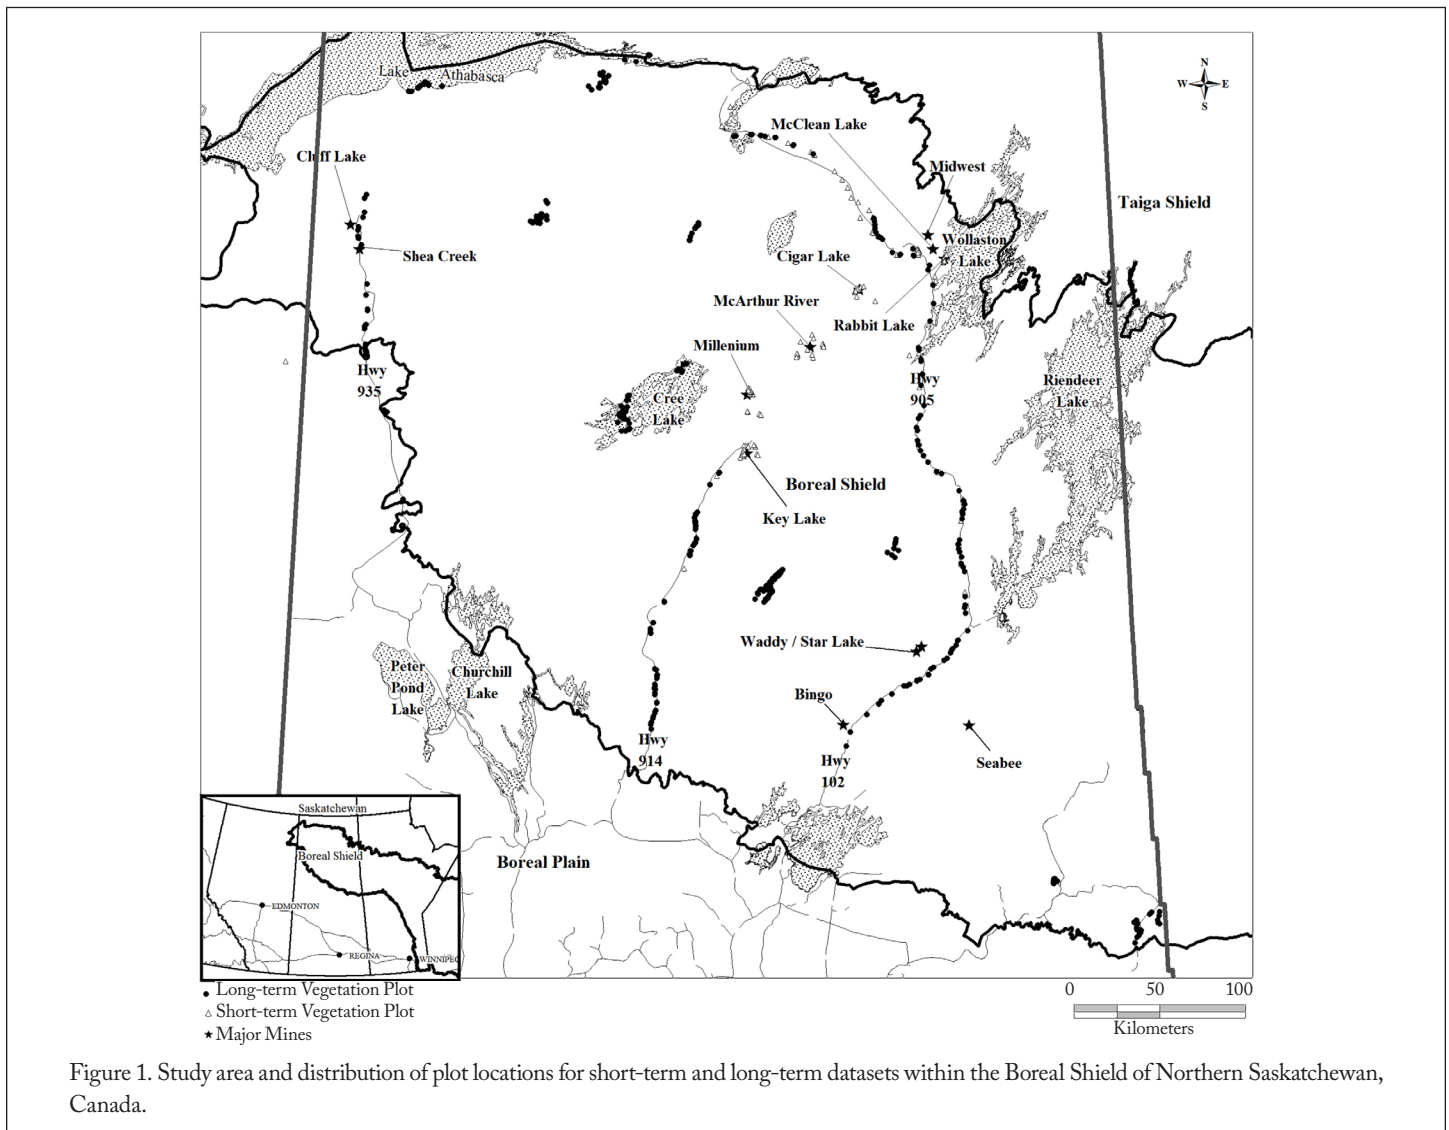 N
W E
S
Lake Athabasca
McClean Lake
Cluff Lake
Midwest
Taiga Shield
Wollaston
Lake
Shea Creek
Cigar Lake
McArthur River
Rabbit Lake
Millenium
Hwy
935
Hwy
905
Riendeer
Lake
Cree
Lake
Boreal Shield
Key Lake
Waddy / Star Lake
Peter
Pond
Lake
Churchill
Lake
Bingo
Hwy
914
Hwy
102
Seabee
Boreal Plain
Saskatchewan
Boreal Shield
EDMONTON
REGINA
WINNIPEG
Long-term Vegetation Plot
Short-term Vegetation Plot
Major Mines
0 50 100
Kilometers
Figure 1. Study area and distribution of plot locations for short-term and long-term datasets within the Boreal Shield of Northern Saskatchewan,
Canada.